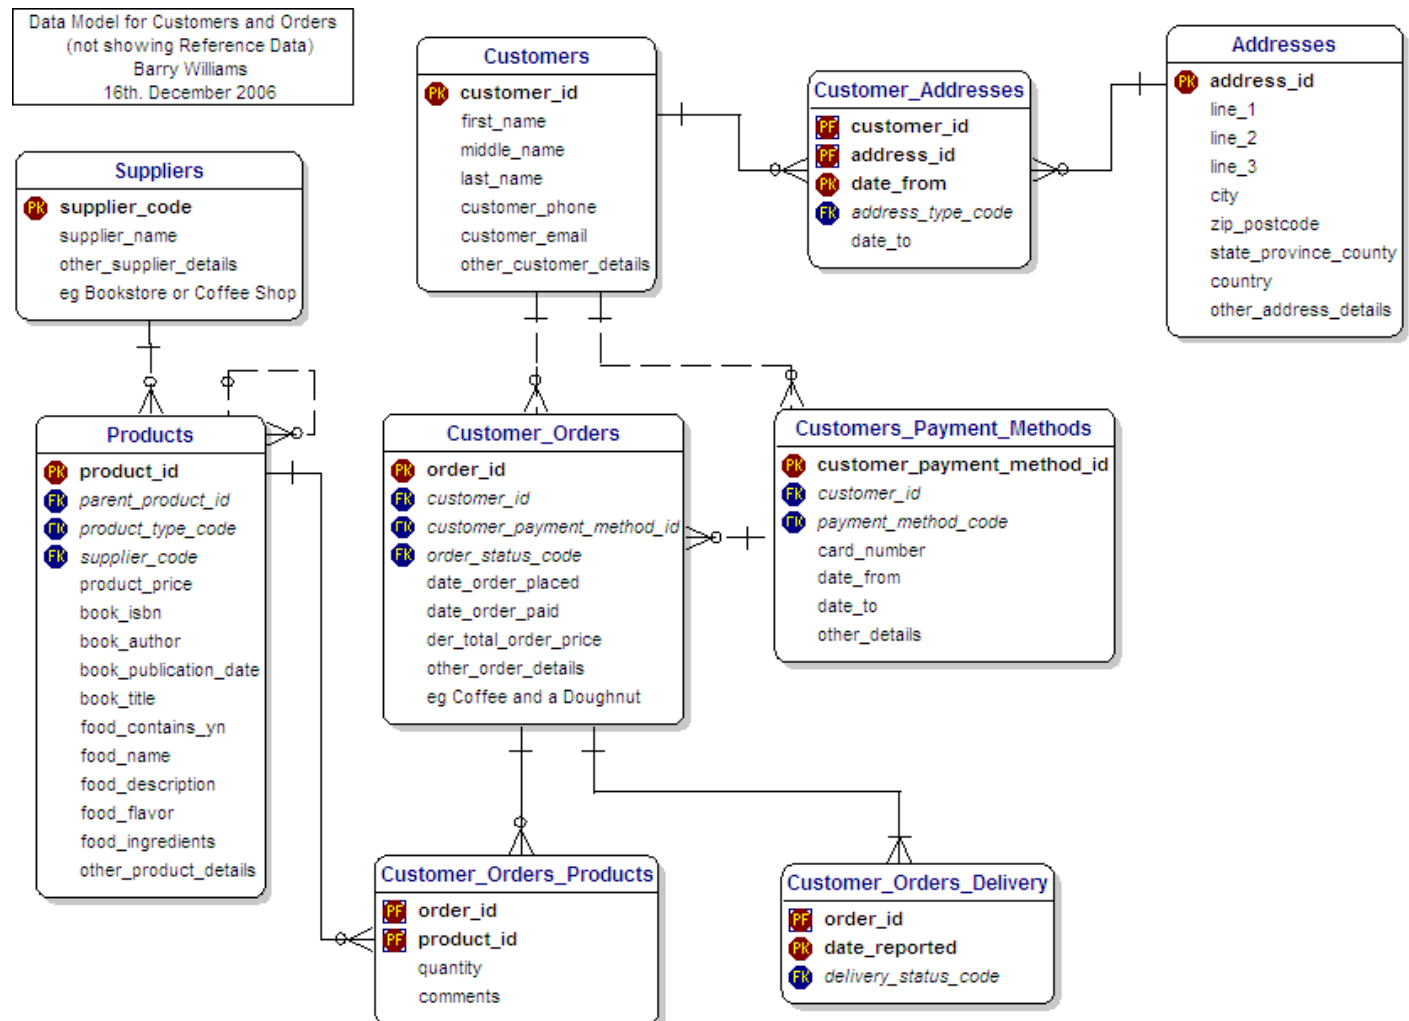 Data Model for Customers and Orders
(not showing Reference Data)
Barry Williams
16th. December 2006
Customers
PK customer_id
first_name
middle_name
last_name
customer_phone
customer_email
other_customer_details
Customer_Addresses
PF customer_id
PF address_id
PK date_from
FK address_type_code
date_to
Addresses
PK address_id
line_1
line_2
line_3
city
zip_postcode
state_province_county
country
other_address_details
Suppliers
PK supplier_code
supplier_name
other_supplier_details
eg Bookstore or Coffee Shop
Products
PK product_id
FK parent_product_id
FK product_type_code
FK supplier_code
product_price
book_isbn
book_author
book_publication_date
book_title
food_contains_yn
food_name
food_description
food_flavor
food_ingredients
other_product_details
Customer_Orders
PK order_id
FK customer_id
FK customer_payment_method_id
FK order_status_code
date_order_placed
date_order_paid
der_total_order_price
other_order_details
eg Coffee and a Doughnut
Customers_Payment_Methods
PK customer_payment_method_id
FK customer_id
FK payment_method_code
card_number
date_from
date_to
other_details
Customer_Orders_Products
PF order_id
PF product_id
quantity
comments
Customer_Orders_Delivery
PF order_id
PK date_reported
FK delivery_status_code